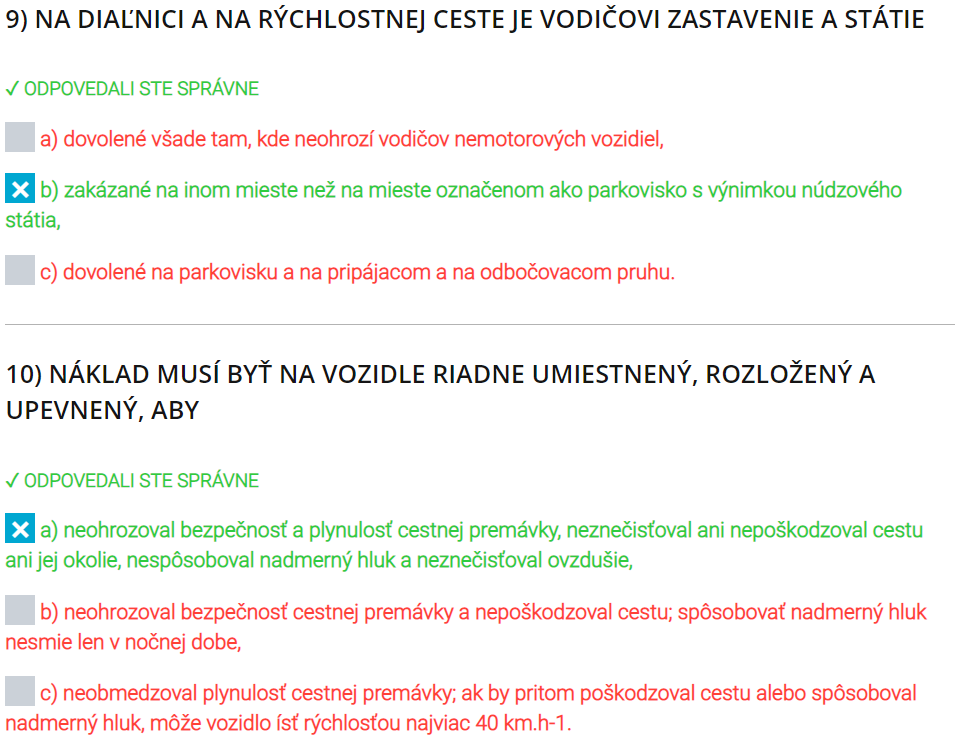 9) NA DIAĽNICI A NA RÝCHLOSTNEJ CESTE JE VODIČOVI ZASTAVENIE A STÁTIE
✓ ODPOVEDALI STE SPRÁVNE
a) dovolené všade tam, kde neohrozí vodičov nemotorových vozidiel,
b) zakázané na inom mieste než na mieste označenom ako parkovisko s výnimkou núdzového
státia,
c) dovolené na parkovisku a na pripájacom a na odbočovacom pruhu.
10) NÁKLAD MUSÍ BYŤ NA VOZIDLE RIADNE UMIESTNENÝ, ROZLOŽENÝ A
UPEVNENÝ, ABY
✓ ODPOVEDALI STE SPRÁVNE
a) neohrozoval bezpečnosť a plynulosť cestnej premávky, neznečisťoval ani nepoškodzoval cestu
ani jej okolie, nespôsoboval nadmerný hluk a neznečisťoval ovzdušie,
b) neohrozoval bezpečnosť cestnej premávky a nepoškodzoval cestu; spôsobovať nadmerný hluk
nesmie len v nočnej dobe,
c) neobmedzoval plynulosť cestnej premávky; ak by pritom poškodzoval cestu alebo spôsoboval
nadmerný hluk, môže vozidlo ísť rýchlosťou najviac 40 km.h-1.